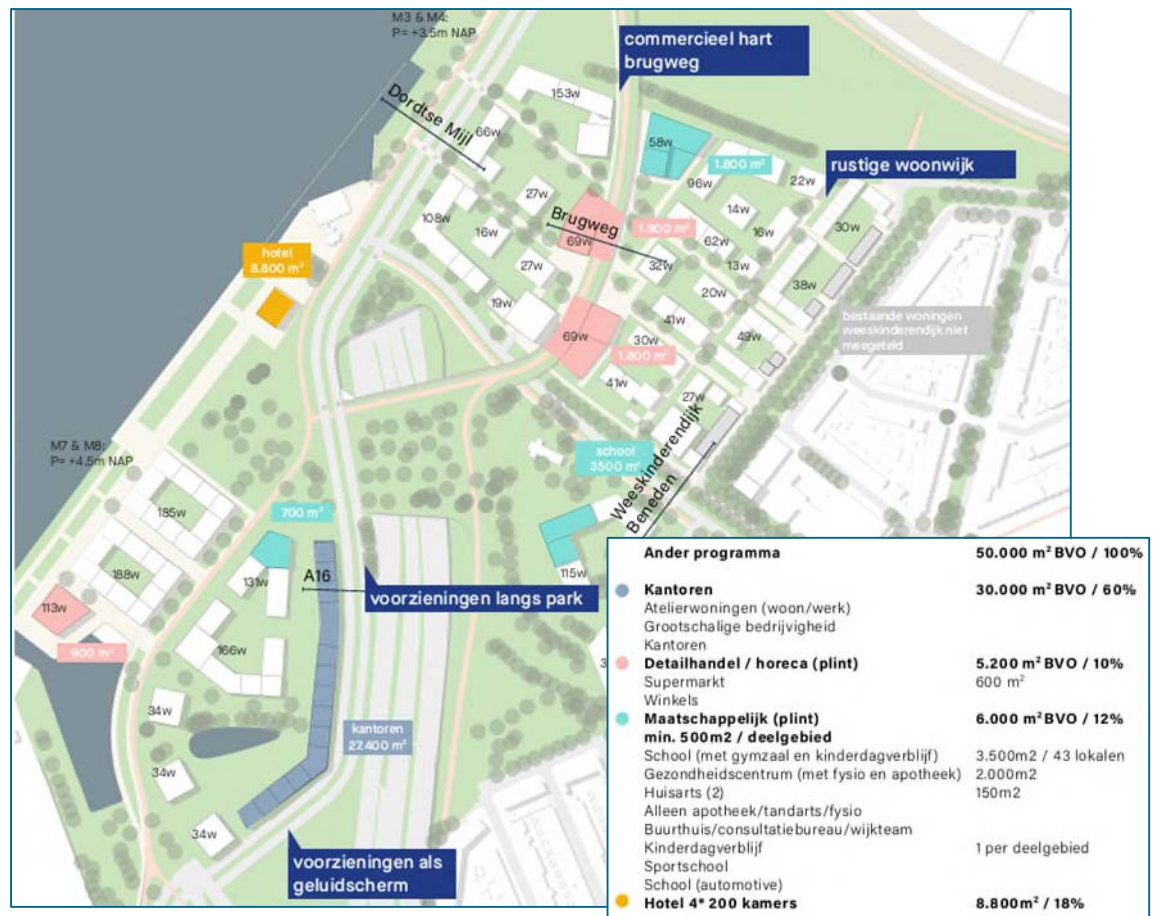 M3 & M4:
P= +3.5m NAP
commercieel hart
brugweg
Dordtse Mijl
153w
66w
58w
1.800 m²
rustige woonwijk
96w
22w
27w
14w
30w
108w
Brugweg
1.900 m²
16w
69w
62w
16w
hotel
8.800 m²
27w
32w
13w
38w
20w
19w
41w
bestaande woningen
weeskinderendijk niet
meegeteld
69w
30w
49w
1.800 m²
41w
27w
M7 & M8:
P= +4.5m NAP
school
3500 m²
Weeskinderendijk
Beneden
185w
700 m²
188w
131w
A16
115w
voorzieningen langs park
113w
900 m²
166w
34w
kantoren
27.400 m²
34w
34w
voorzieningen als
geluidscherm
Ander programma 50.000 m² BVO / 100%
Kantoren 30.000 m² BVO / 60%
Atelierwoningen (woon/werk)
Grootschalige bedrijvigheid
Kantoren
Detailhandel / horeca (plint) 5.200 m² BVO / 10%
Supermarkt 600 m²
Winkels
Maatschappelijk (plint) 6.000 m² BVO / 12%
min. 500m2 / deelgebied
School (met gymzaal en kinderdagverblijf) 3.500m2 / 43 lokalen
Gezondheidscentrum (met fysio en apotheek) 2.000m2
Huisarts (2) 150m2
Alleen apotheek/tandarts/fysio
Buurthuis/consultatiebureau/wijkteam
Kinderdagverblijf 1 per deelgebied
Sportschool
School (automotive)
Hotel 4* 200 kamers 8.800m² / 18%